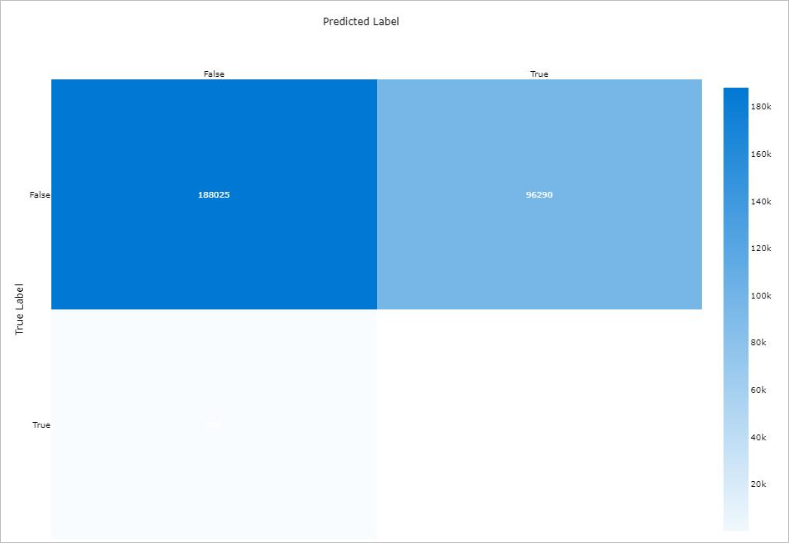 Predicted Label
False True
180k
160k
False 188025 96290
140k
120k
100k
True Label
80k
60k
True
40k
20k